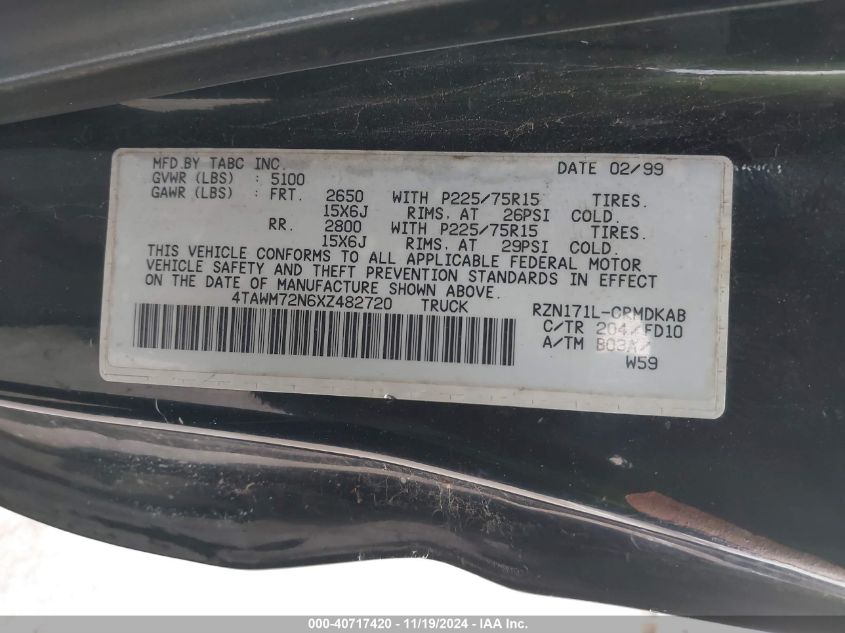 MFD.BY TABC INC. DATE 02/99
GVWR (LBS) : 5100
GAWR (LBS) : FRT. 2650 WITH P225/75R15 TIRES.
15X6J RIMS. AT 26PSI COLD.
RR. 2800 WITH P225/75R15 TIRES.
15X6J RIMS. AT 29PSI COLD.
THIS VEHICLE CONFORMS TO ALL APPLICABLE FEDERAL MOTOR
VEHICLE SAFETY AND THEFT PREVENTION STANDARDS IN EFFECT
ON THE DATE OF MANUFACTURE SHOWN ABOVE.
4TAWM72N6XZ482720 TRUCK RZN171L-CRMDKAB
C/TR 204/FD10
A/TM
W59
000-40717420 - 11/19/2024 - IAA Inc.